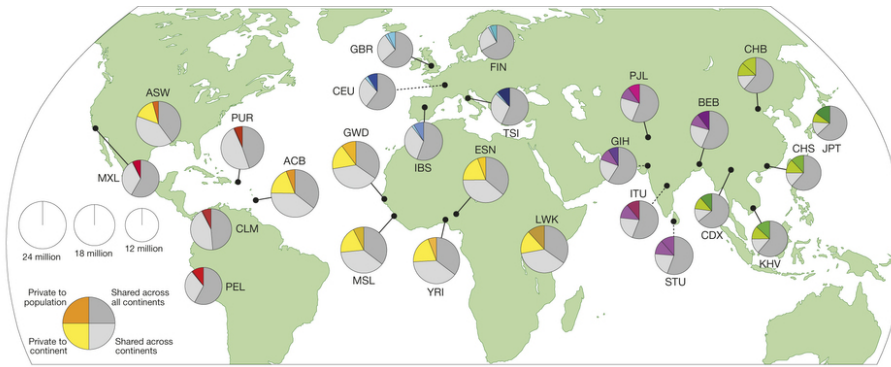 GBR
FIN
CHB
CEU
PJL
ASW
PUR
BEB
TSI
GWD
ESN
GIH
CHS
JPT
IBS
ACB
MXL
ITU
LWK
CDX
CLM
24 million
18 million
12 million
MSL
YRI
STU
KHV
PEL
Private to
population
Shared across
all continents
Private to
continent
Shared across
continents